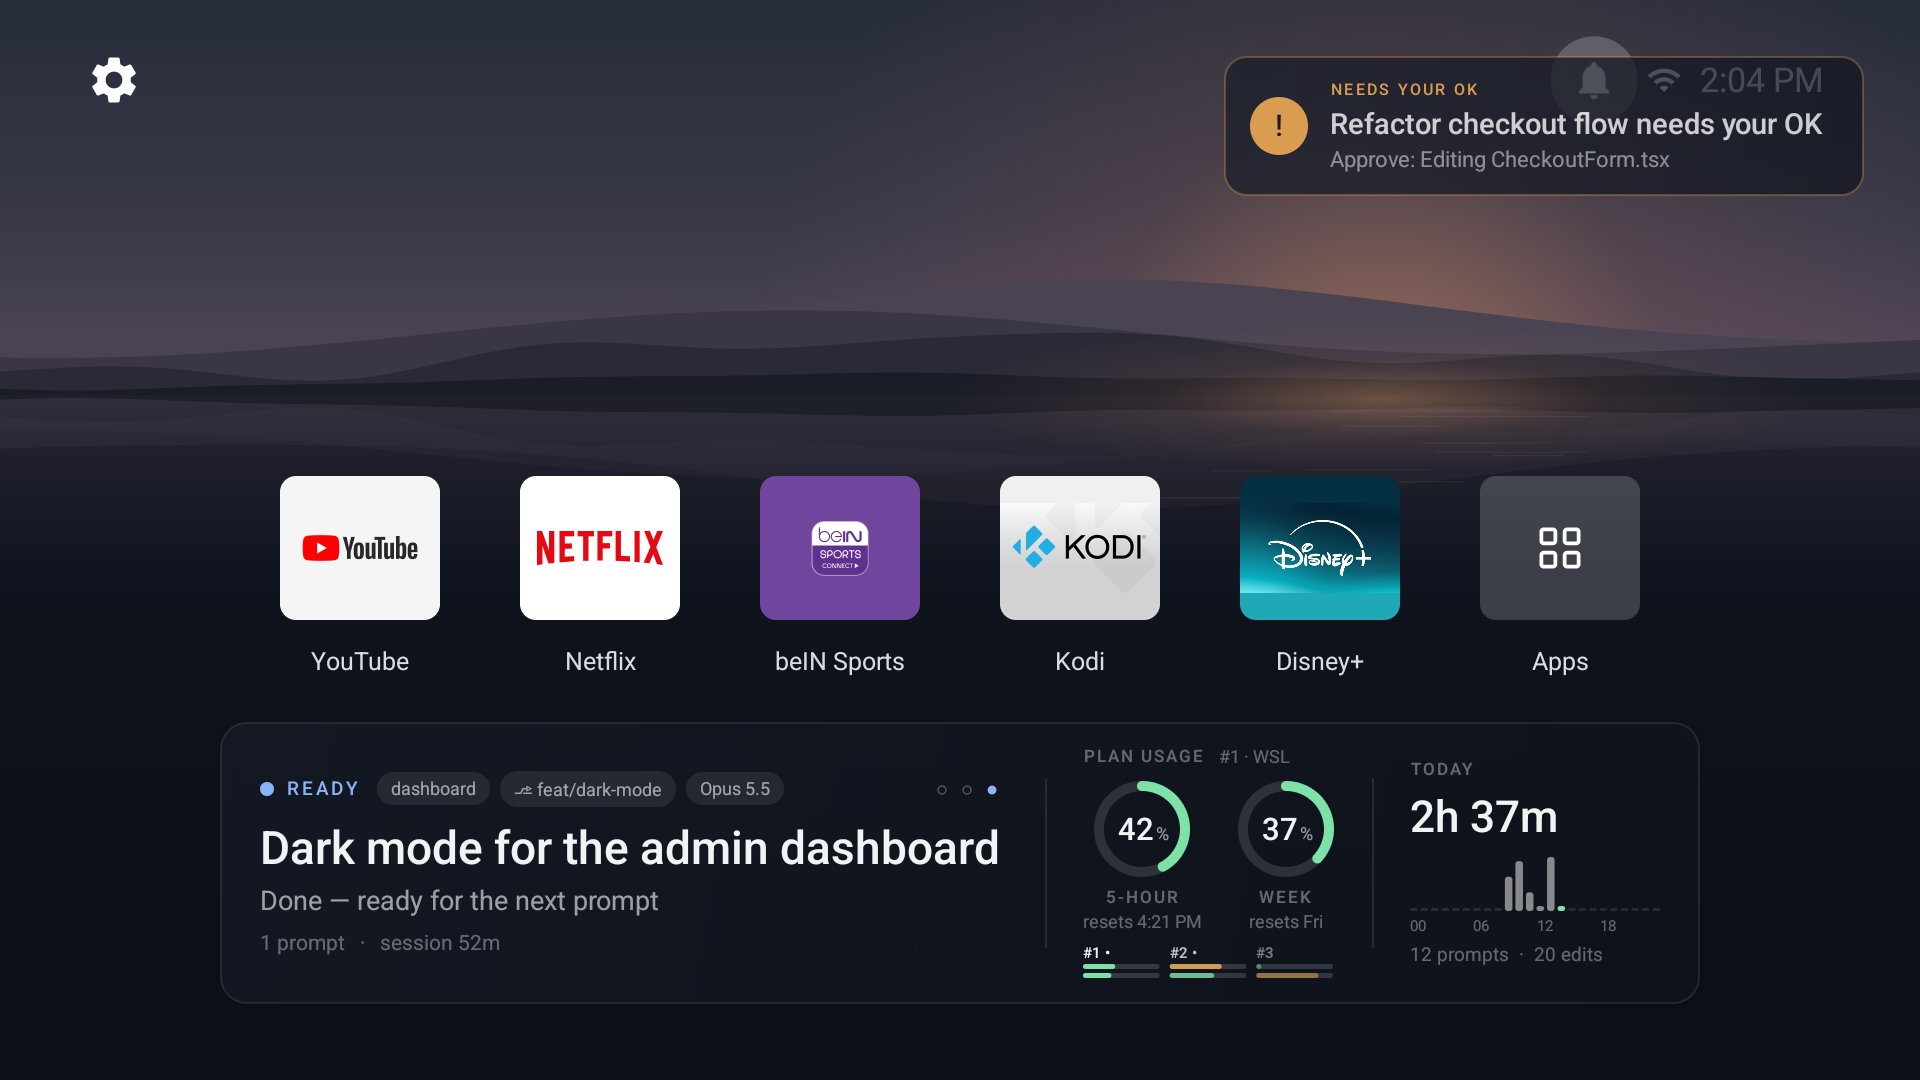 2:04 PM
NEEDS YOUR OK
!
Refactor checkout flow needs your OK
Approve: Editing CheckoutForm.tsx
YouTube
NETFLIX
beIN
SPORTS
CONNECT
KODI
Disney+
YouTube
Netflix
beIN Sports
Kodi
Disney+
Apps
READY
dashboard
feat/dark-mode
Opus 5.5
Dark mode for the admin dashboard
Done — ready for the next prompt
1 prompt · session 52m
PLAN USAGE #1 · WSL
42%
37%
5-HOUR
WEEK
resets 4:21 PM
resets Fri
#1 •
#2 •
#3
TODAY
2h 37m
00 06 12 18
12 prompts · 20 edits